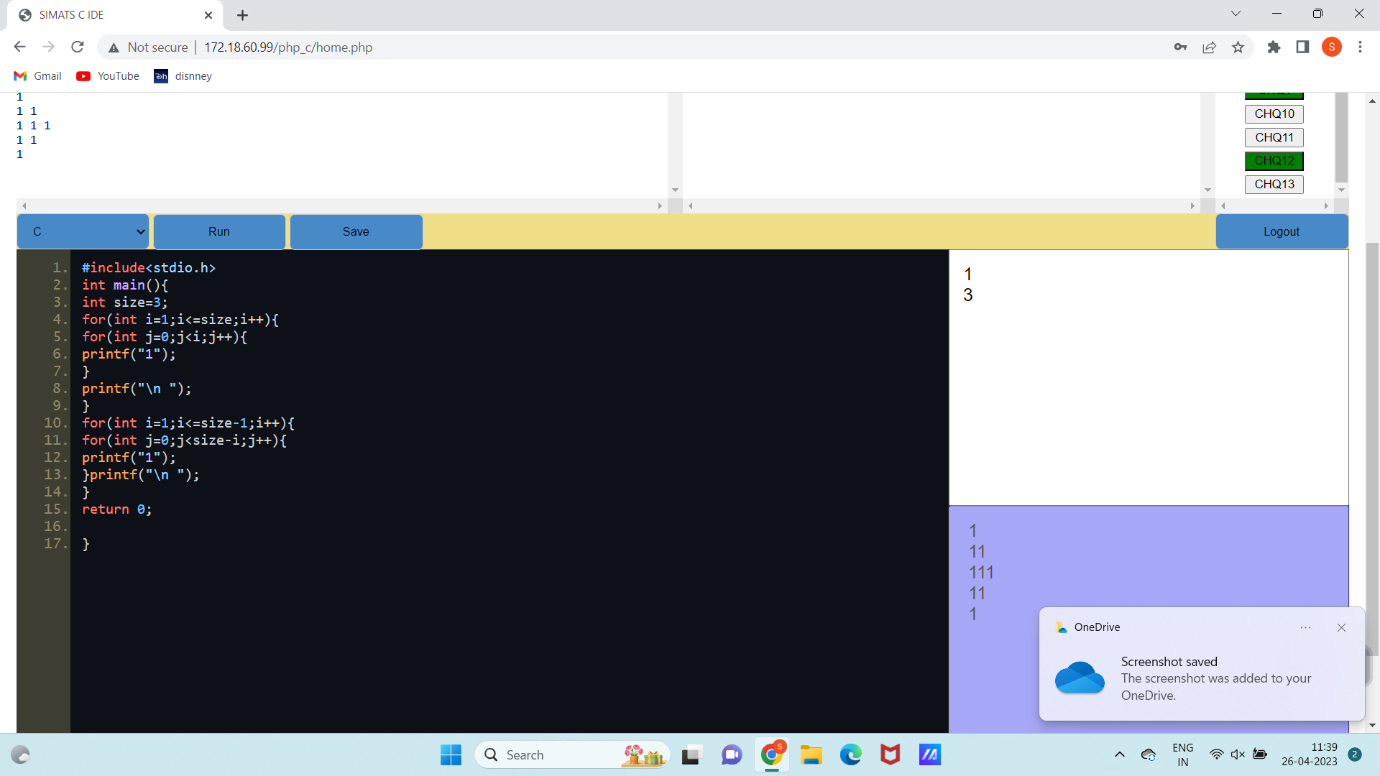 SIMATS C IDE
Not secure | 172.18.60.99/php_c/home.php
S
Gmail YouTube disnney
1
1 1
1 1 1
1 1
1
CHQ10
CHQ11
CHQ12
CHQ13
C Run Save Logout
1. #include<stdio.h>
2. int main(){
3. int size=3;
4. for(int i=1;i<=size;i++){
5. for(int j=0;j<i;j++){
6. printf("1");
7. }
8. printf("\n ");
9. }
10. for(int i=1;i<=size-1;i++){
11. for(int j=0;j<size-i;j++){
12. printf("1");
13. }printf("\n ");
14. }
15. return 0;
16.
17. }
1
3
1
11
111
11
1
OneDrive
Screenshot saved
The screenshot was added to your
OneDrive.
Search
S
ENG
IN
11:39
26-04-2023
2